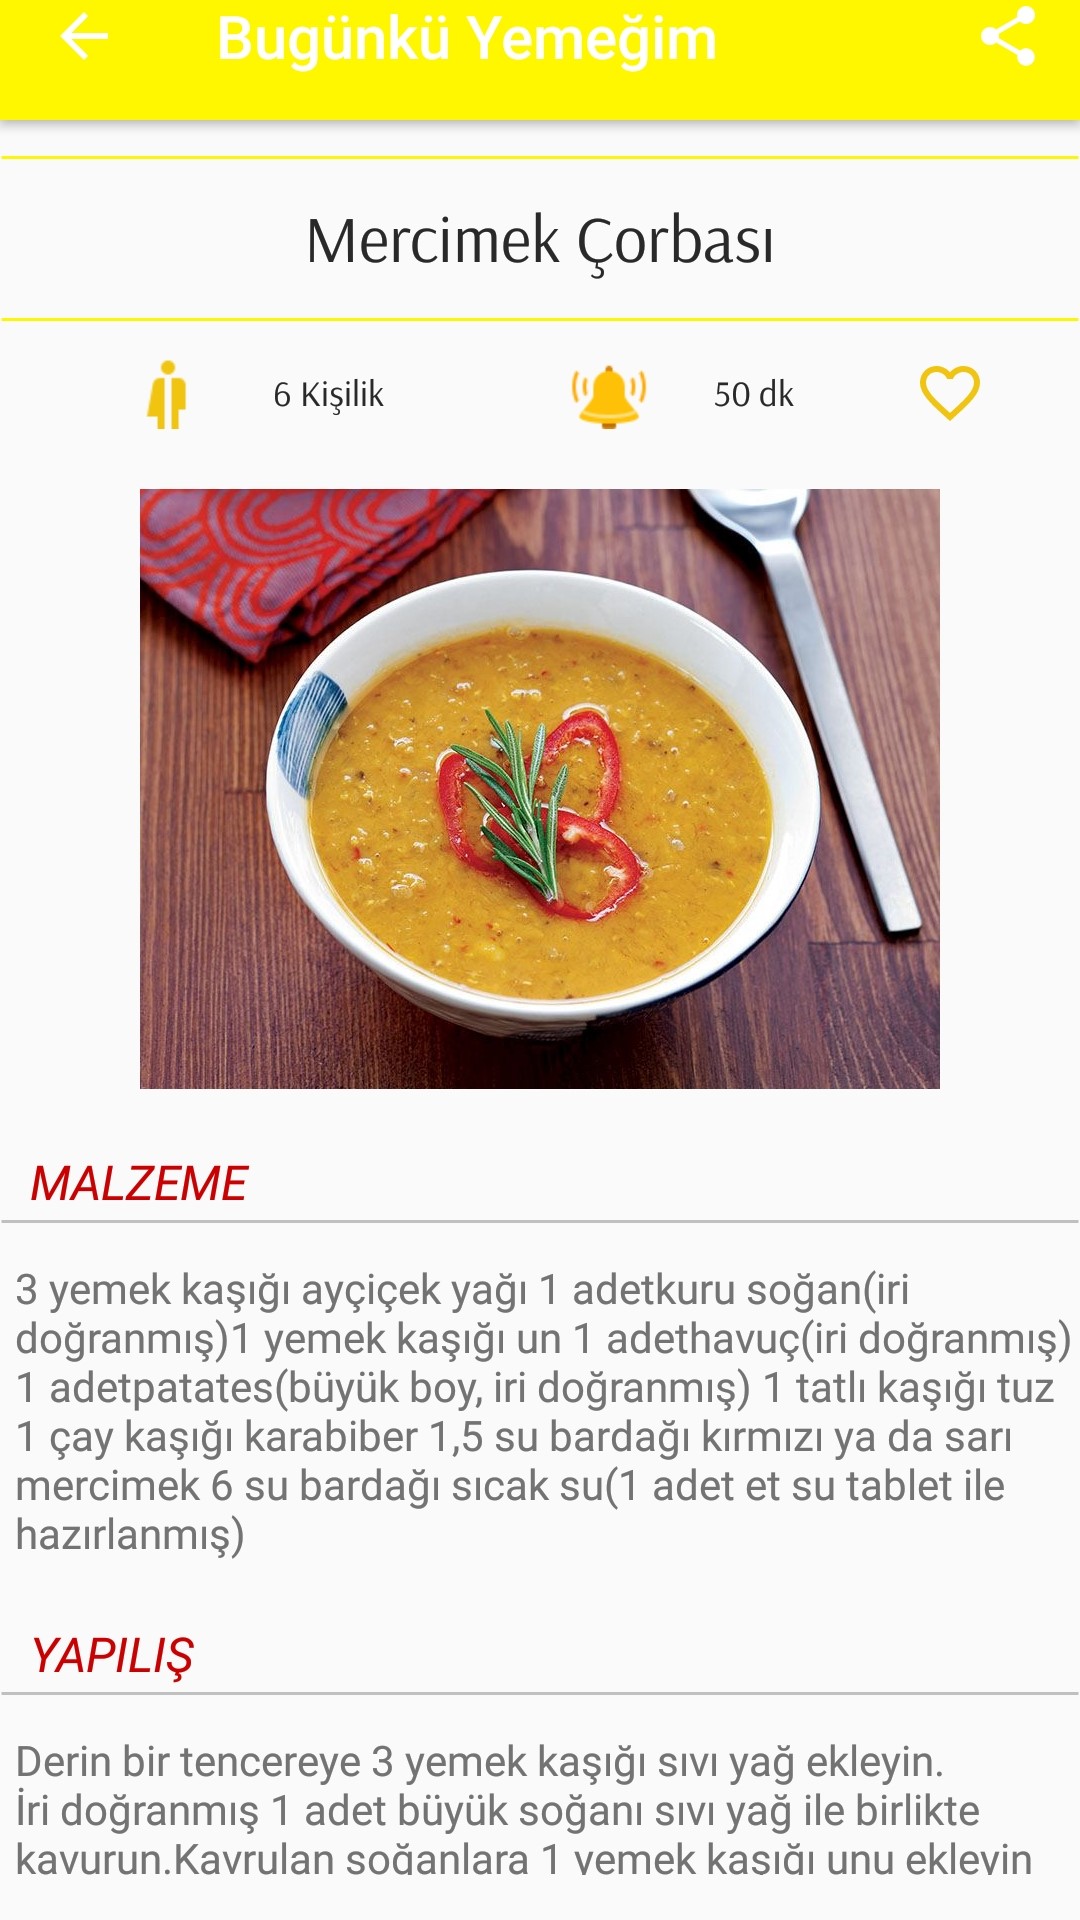 Bugünkü Yemeğim
Mercimek Çorbası
6 Kişilik
50 dk
MALZEME
3 yemek kaşığı ayçiçek yağı 1 adetkuru soğan(iri
doğranmış)1 yemek kaşığı un 1 adethavuç(iri doğranmış)
1 adetpatates(büyük boy, iri doğranmış) 1 tatlı kaşığı tuz
1 çay kaşığı karabiber 1,5 su bardağı kırmızı ya da sarı
mercimek 6 su bardağı sıcak su(1 adet et su tablet ile
hazırlanmış)
YAPILIŞ
Derin bir tencereye 3 yemek kaşığı sıvı yağ ekleyin.
İri doğranmış 1 adet büyük soğanı sıvı yağ ile birlikte
kavurun.Kavrulan soğanlara 1 yemek kaşığı unu ekleyin